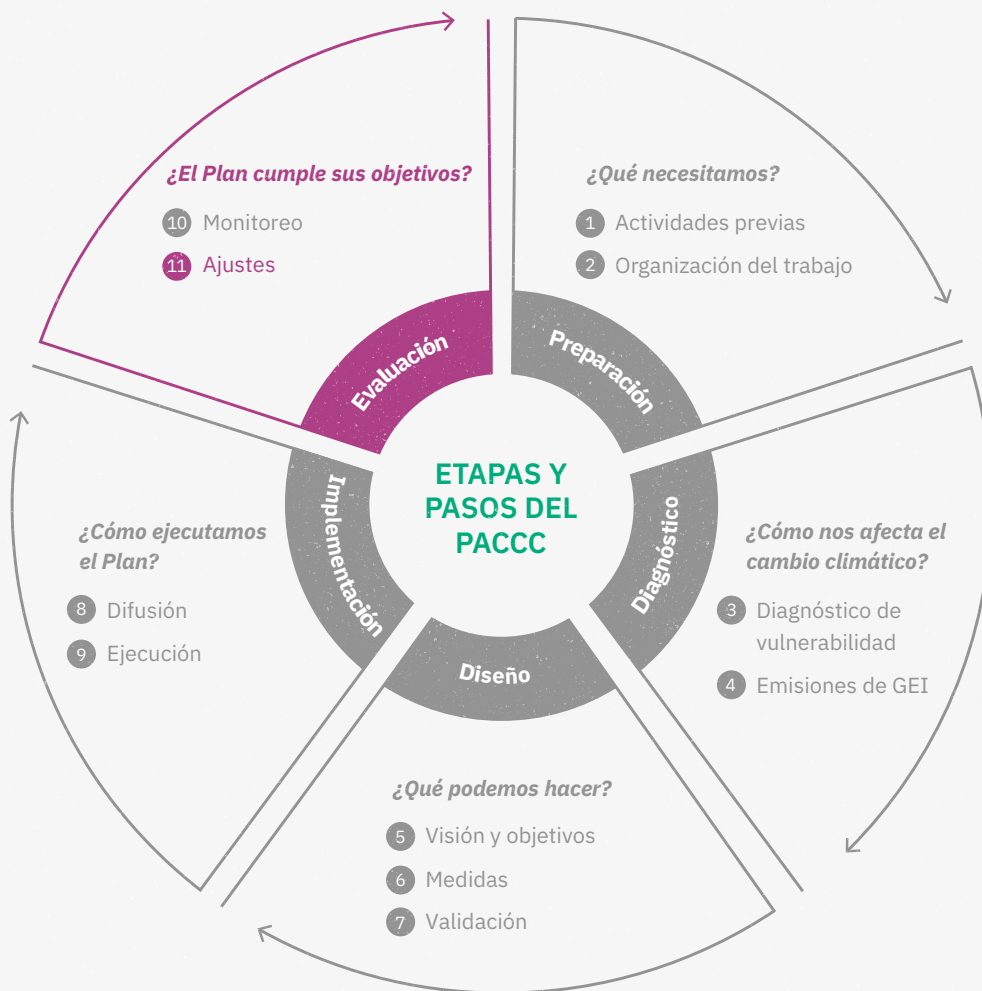 ETAPAS Y
PASOS DEL
PACCC
Preparación
¿Qué necesitamos?
1 Actividades previas
2 Organización del trabajo
Diagnóstico
¿Cómo nos afecta el
cambio climático?
3 Diagnóstico de
vulnerabilidad
4 Emisiones de GEI
Diseño
¿Qué podemos hacer?
5 Visión y objetivos
6 Medidas
7 Validación
Implementación
¿Cómo ejecutamos
el Plan?
8 Difusión
9 Ejecución
Evaluación
¿El Plan cumple sus objetivos?
10 Monitoreo
11 Ajustes